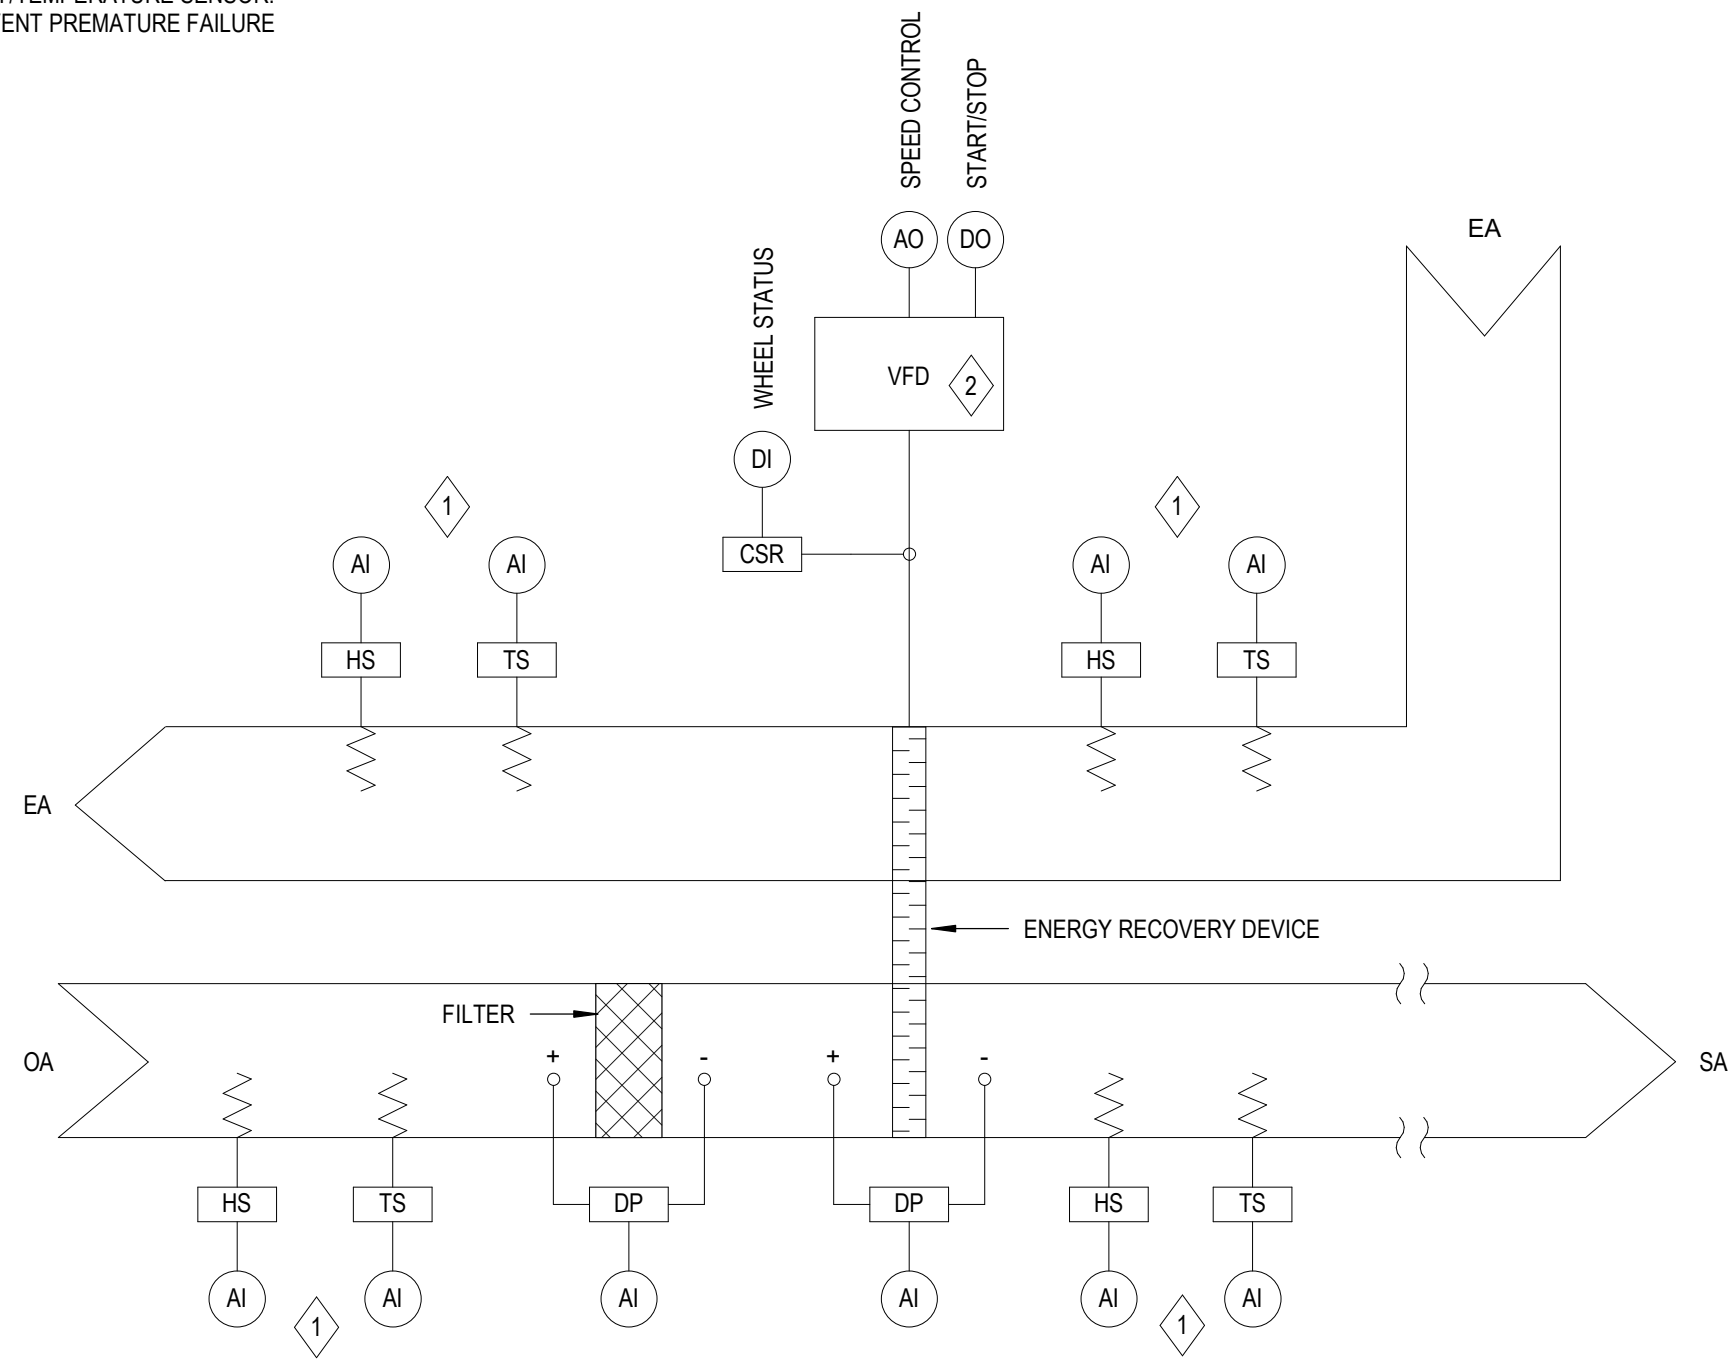 ENT PREMATURE FAILURE
SPEED CONTROL
START/STOP
WHEEL STATUS
AO
DO
EA
VFD
2
DI
1
1
CSR
AI
AI
AI
AI
HS
TS
HS
TS
EA
ENERGY RECOVERY DEVICE
FILTER
OA
+
-
+
-
SA
HS
TS
DP
DP
HS
TS
AI
AI
AI
AI
AI
AI
1
1